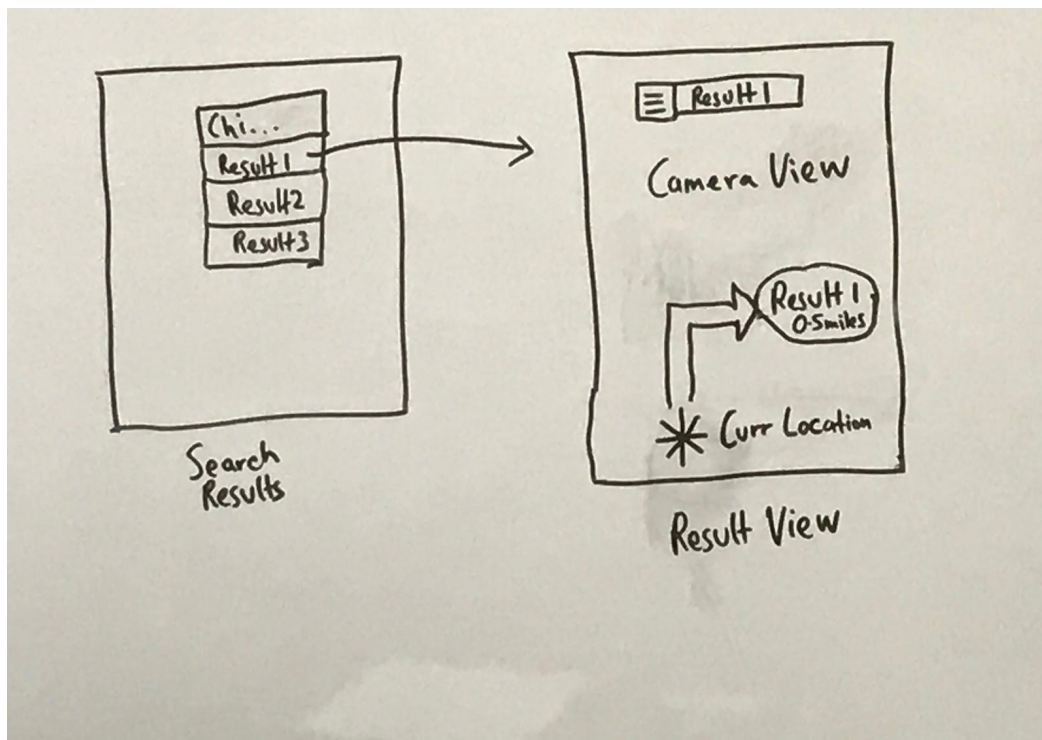 Chi...
Result 1
Result2
Result3
Search
Results
Result 1
Camera View
Result 1
0.5miles
Curr Location
Result View